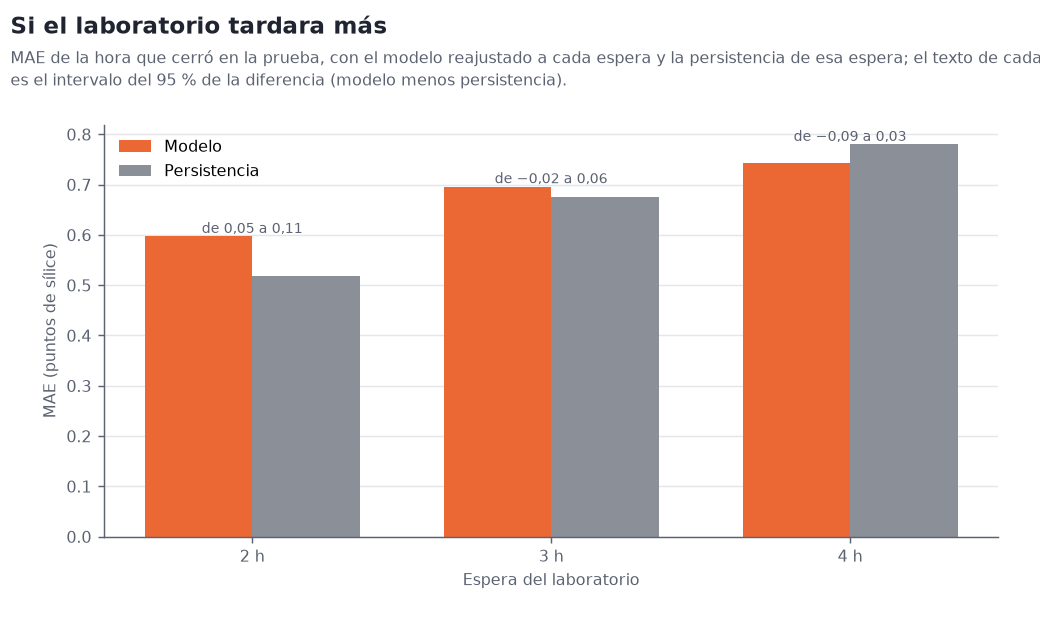 Si el laboratorio tardara más
MAE de la hora que cerró en la prueba, con el modelo reajustado a cada espera y la persistencia de esa espera; el texto de cada
es el intervalo del 95 % de la diferencia (modelo menos persistencia).
Modelo
Persistencia
de 0,05 a 0,11
de −0,02 a 0,06
de −0,09 a 0,03
MAE (puntos de sílice)
0.8
0.7
0.6
0.5
0.4
0.3
0.2
0.1
0.0
2 h
3 h
4 h
Espera del laboratorio